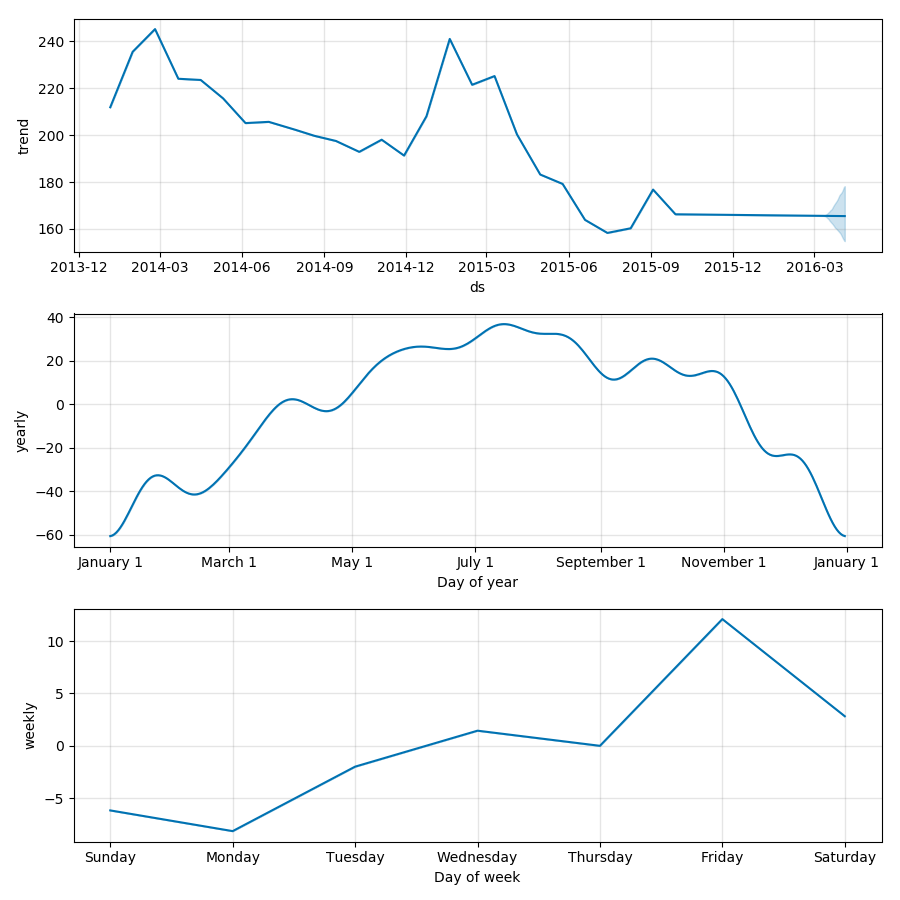 240
220
200
180
160
trend
2013-12 2014-03 2014-06 2014-09 2014-12 2015-03 2015-06 2015-09 2015-12 2016-03
ds
40
20
0
−20
−40
−60
yearly
January 1 March 1 May 1 July 1 September 1 November 1 January 1
Day of year
10
5
0
−5
weekly
Sunday Monday Tuesday Wednesday Thursday Friday Saturday
Day of week